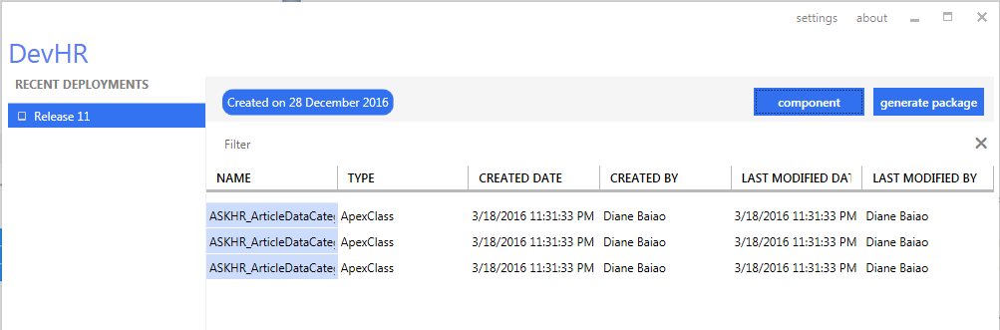 settings about
DevHR
RECENT DEPLOYMENTS
Release 11
Created on 28 December 2016 component generate package
Filter
NAME TYPE CREATED DATE CREATED BY LAST MODIFIED DAT LAST MODIFIED BY
ASKHR_ArticleDataCateg ApexClass 3/18/2016 11:31:33 PM Diane Baiao 3/18/2016 11:31:33 PM Diane Baiao
ASKHR_ArticleDataCateg ApexClass 3/18/2016 11:31:33 PM Diane Baiao 3/18/2016 11:31:33 PM Diane Baiao
ASKHR_ArticleDataCateg ApexClass 3/18/2016 11:31:33 PM Diane Baiao 3/18/2016 11:31:33 PM Diane Baiao